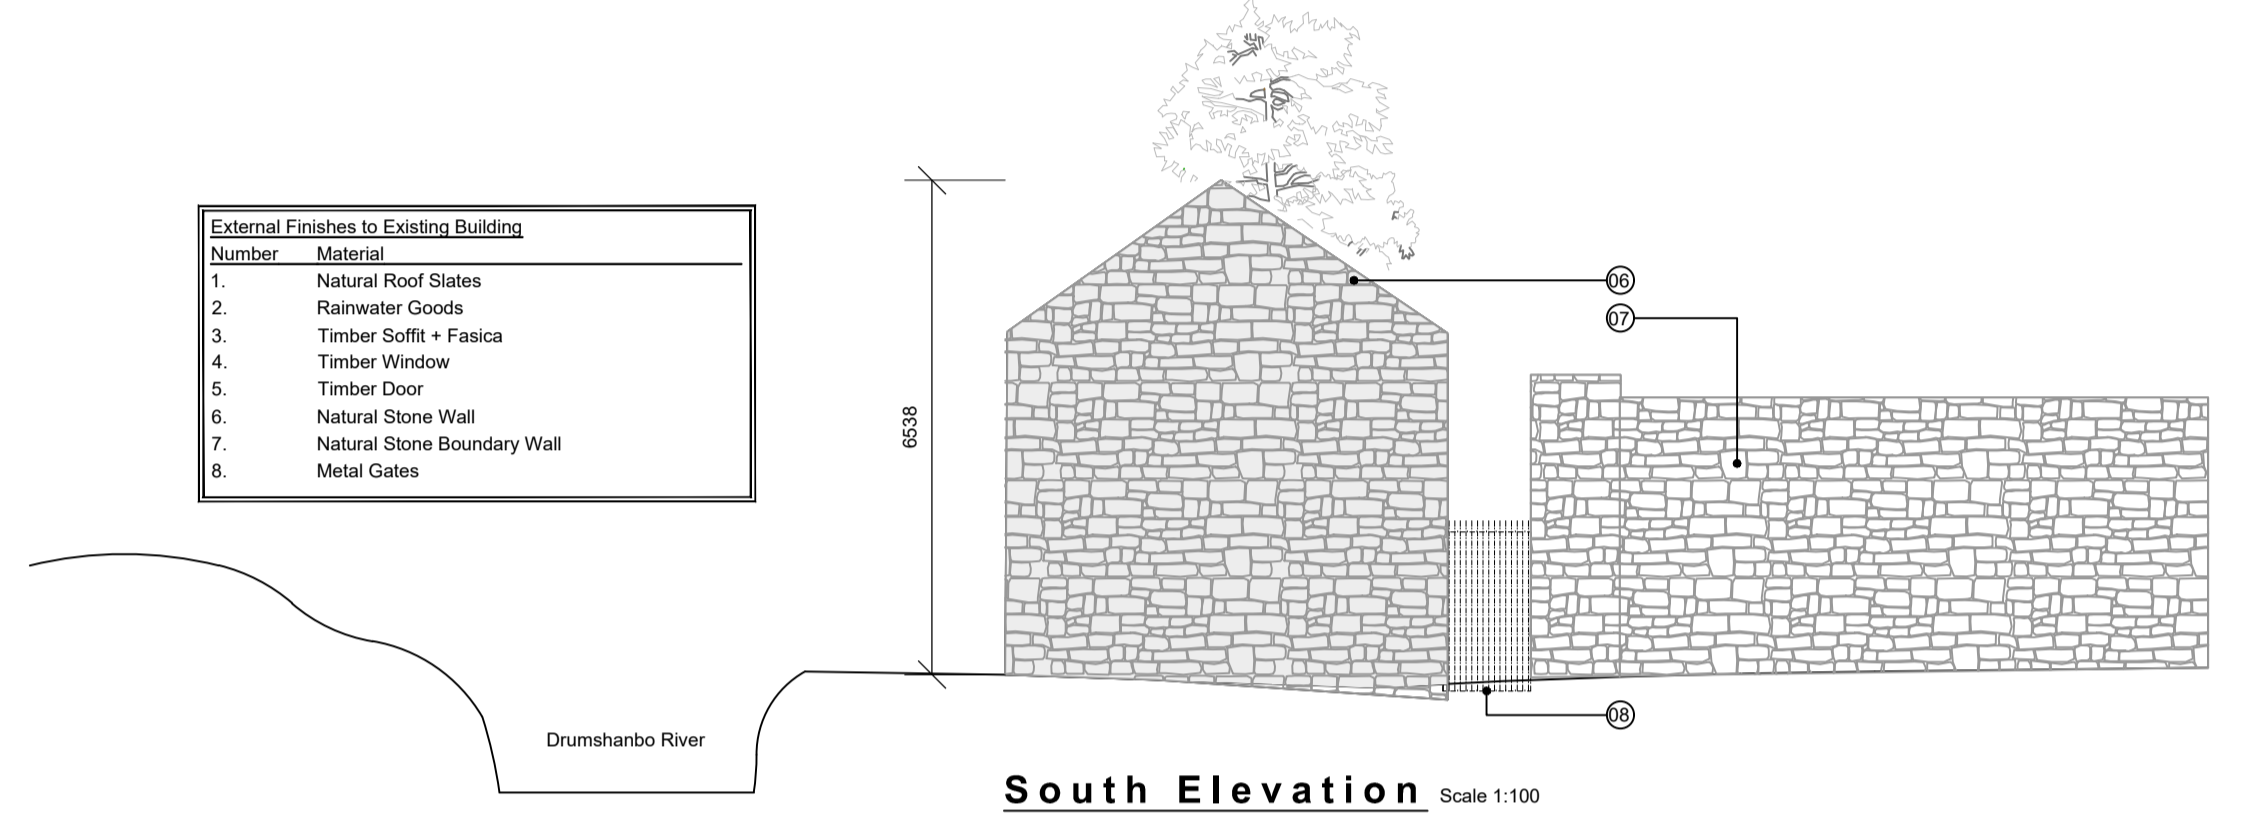 External Finishes to Existing Building
Number Material
1. Natural Roof Slates
2. Rainwater Goods
3. Timber Soffit + Fasica
4. Timber Window
5. Timber Door
6. Natural Stone Wall
7. Natural Stone Boundary Wall
8. Metal Gates
6538
06
07
08
Drumshanbo River
South Elevation Scale 1:100